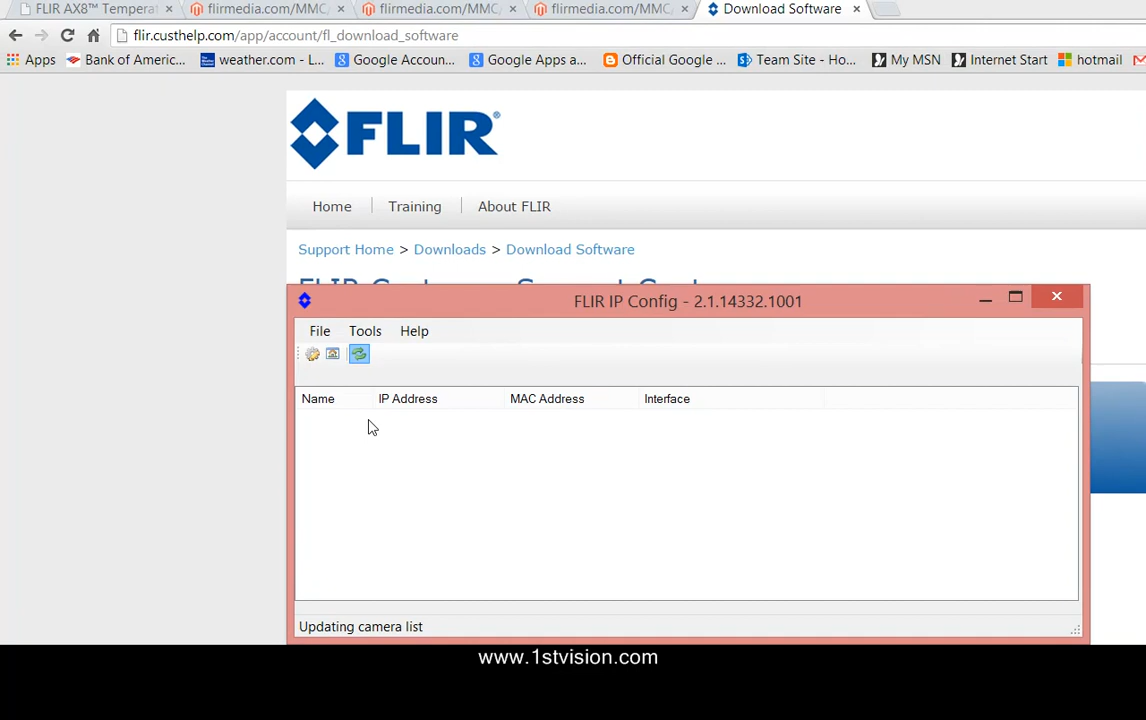 FLIR AX8™ Tempera × flirmedia.com/MMC/ × flirmedia.com/MMC/ × flirmedia.com/MMC/ × Download Software ×
flir.custhelp.com/app/account/fl_download_software
Apps Bank of Americ... weather.com - L... Google Accoun... Google Apps a... Official Google ... Team Site - Ho... My MSN Internet Start hotmail
FLIR®
Home Training About FLIR
Support Home > Downloads > Download Software
FLIR IP Config - 2.1.14332.1001
File Tools Help
Name IP Address MAC Address Interface
Updating camera list
www.1stvision.com